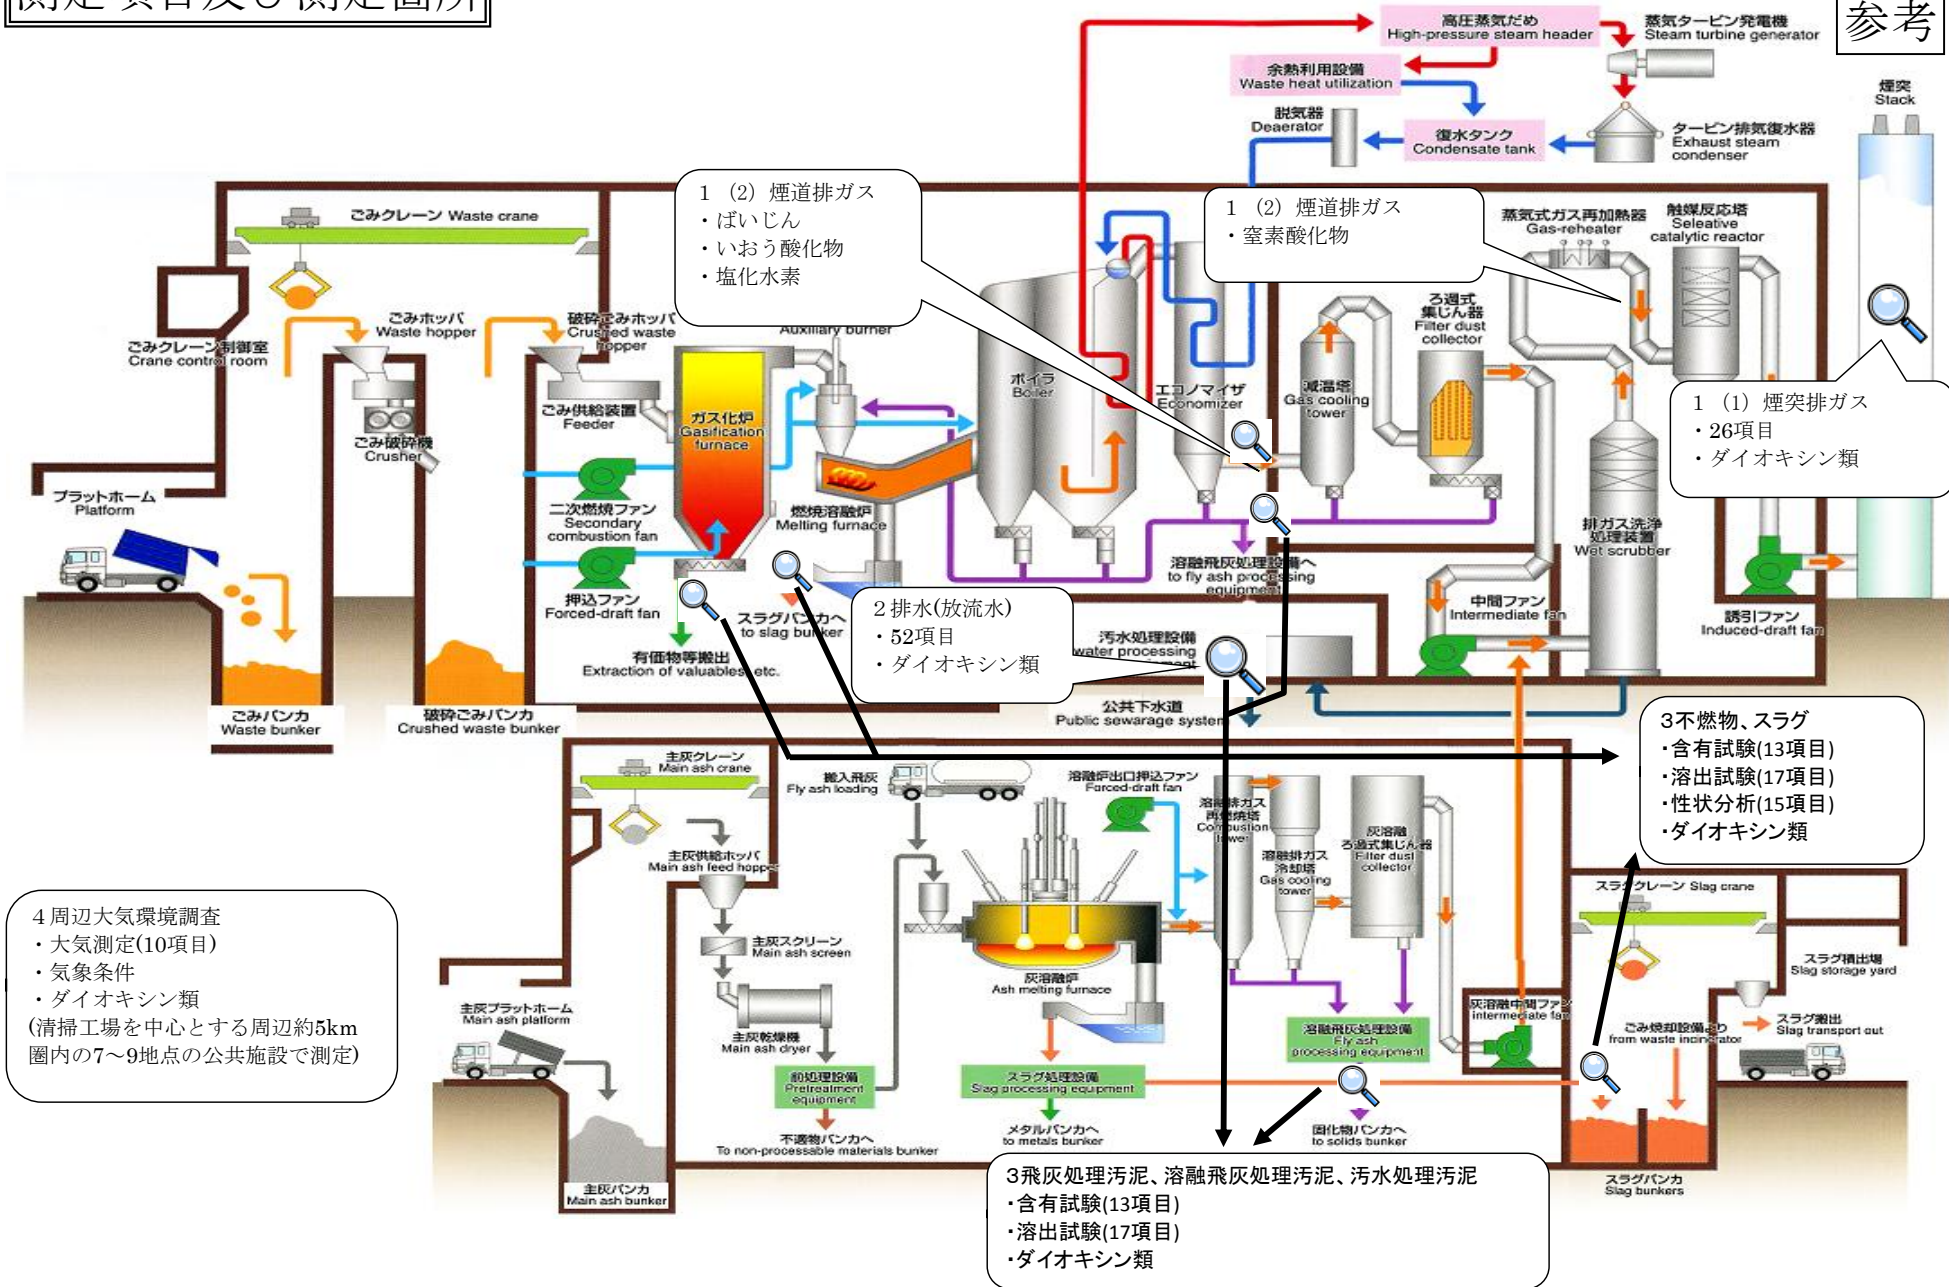 測定項目及び測定箇所
参考
高圧蒸気だめ
High-pressure steam header
蒸気タービン発電機
Steam turbine generator
余熱利用設備
Waste heat utilization
脱気器
Deaerator
復水タンク
Condensate tank
タービン排気復水器
Exhaust steam
condenser
煙突
Stack
ごみクレーン Waste crane
1 (2) 煙道排ガス
・ばいじん
・いおう酸化物
・塩化水素
1 (2) 煙道排ガス
・窒素酸化物
蒸気式ガス再加熱器
Gas-reheater
触媒反応塔
Seleative
catalytic reactor
ごみクレーン制御室
Crane control room
ごみホッパ
Waste hopper
破砕ごみホッパ
Crushed waste
hopper
Auxiliary burner
ボイラ
Boiler
エコノマイザ
Economizer
減温塔
Gas cooling
tower
ろ過式
集じん器
Filter dust
collector
1 (1) 煙突排ガス
・26項目
・ダイオキシン類
ごみ供給装置
Feeder
ごみ破砕機
Crusher
ガス化炉
Gasification
furnace
プラットホーム
Platform
二次燃焼ファン
Secondary
combustion fan
燃焼溶融炉
Melting furnace
排ガス洗浄
処理装置
Wet scrubber
溶融飛灰処理設備へ
to fly ash processing
equipment
押込ファン
Forced-draft fan
スラグバンカへ
to slag bunker
2排水(放流水)
・52項目
・ダイオキシン類
中間ファン
Intermediate fan
誘引ファン
Induced-draft fan
有価物等搬出
Extraction of valuables, etc.
汚水処理設備
water processing
公共下水道
Public sewarage system
ごみバンカ
Waste bunker
破砕ごみバンカ
Crushed waste bunker
3不燃物、スラグ
・含有試験(13項目)
・溶出試験(17項目)
・性状分析(15項目)
・ダイオキシン類
主灰クレーン
Main ash crane
搬入飛灰
Fly ash loading
溶融炉出口押込ファン
Forced-draft fan
溶融排ガス
再燃焼塔
Combustion
tower
溶融排ガス
冷却塔
Gas cooling
tower
灰溶融
ろ過式集じん器
Filter dust
collector
主灰供給ホッパ
Main ash feed hopper
スラグクレーン Slag crane
4周辺大気環境調査
・大気測定(10項目)
・気象条件
・ダイオキシン類
(清掃工場を中心とする周辺約5km
圏内の7～9地点の公共施設で測定)
主灰スクリーン
Main ash screen
灰溶融炉
Ash melting furnace
スラグ積出場
Slag storage yard
主灰プラットホーム
Main ash platform
主灰乾燥機
Main ash dryer
溶融飛灰処理設備
Fly ash
processing equipment
灰溶融中間ファン
intermediate fan
ごみ焼却設備より
from waste incinerator
スラグ搬出
Slag transport out
前処理設備
Pretreatment
equipment
スラグ処理設備
Slag processing equipment
不適物バンカへ
To non-processable materials bunker
メタルバンカへ
to metals bunker
固化物バンカへ
to solids bunker
主灰バンカ
Main ash bunker
スラグバンカ
Slag bunkers
3飛灰処理汚泥、溶融飛灰処理汚泥、汚水処理汚泥
・含有試験(13項目)
・溶出試験(17項目)
・ダイオキシン類